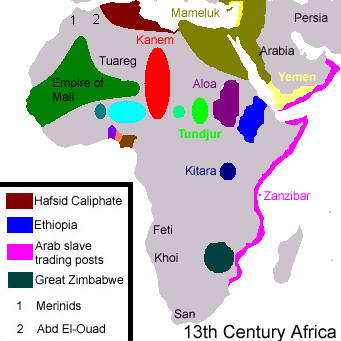 1 2
Mameluk
Persia
Kanem
Arabia
Tuareg
Yemen
Empire of
Mali
Aloa
Tundjur
Kitara
Zanzibar
Hafsid Caliphate
Ethiopia
Feti
Arab slave
trading posts
Khoi
Great Zimbabwe
1 Merinids
San
2 Abd El-Ouad
13th Century Africa